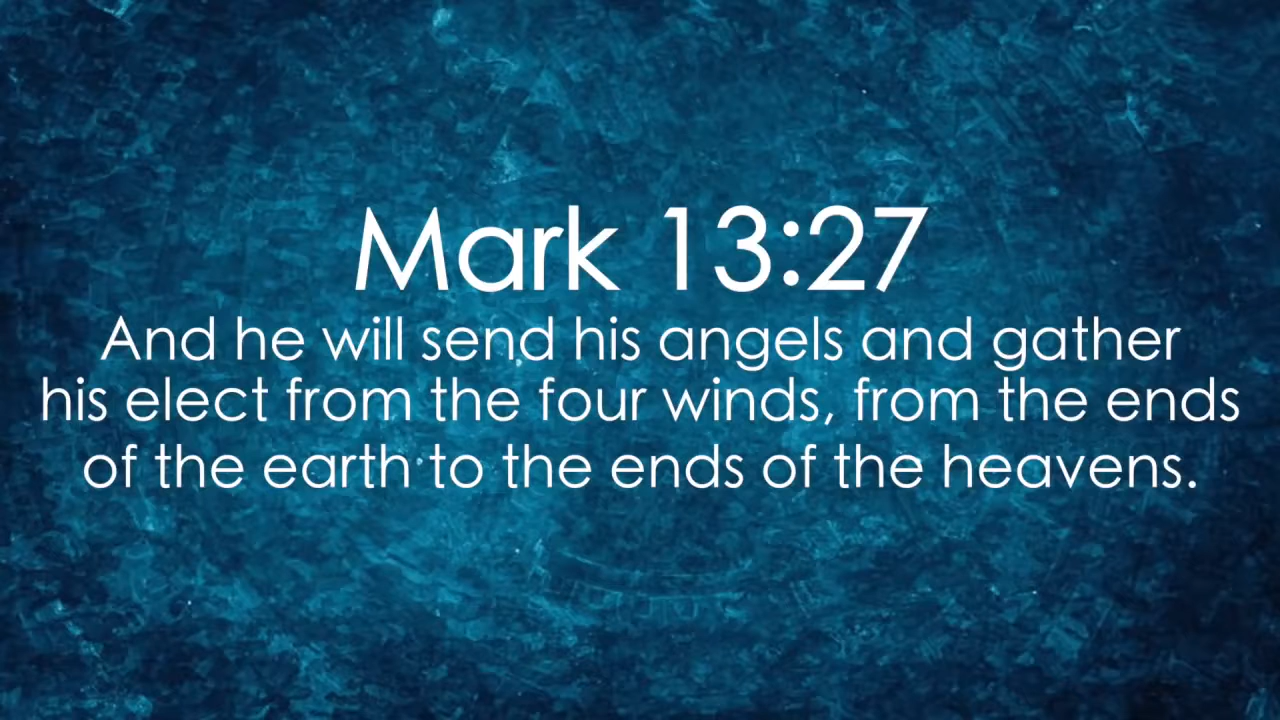 Mark 13:27
And he will send his angels and gather
his elect from the four winds, from the ends
of the earth to the ends of the heavens.